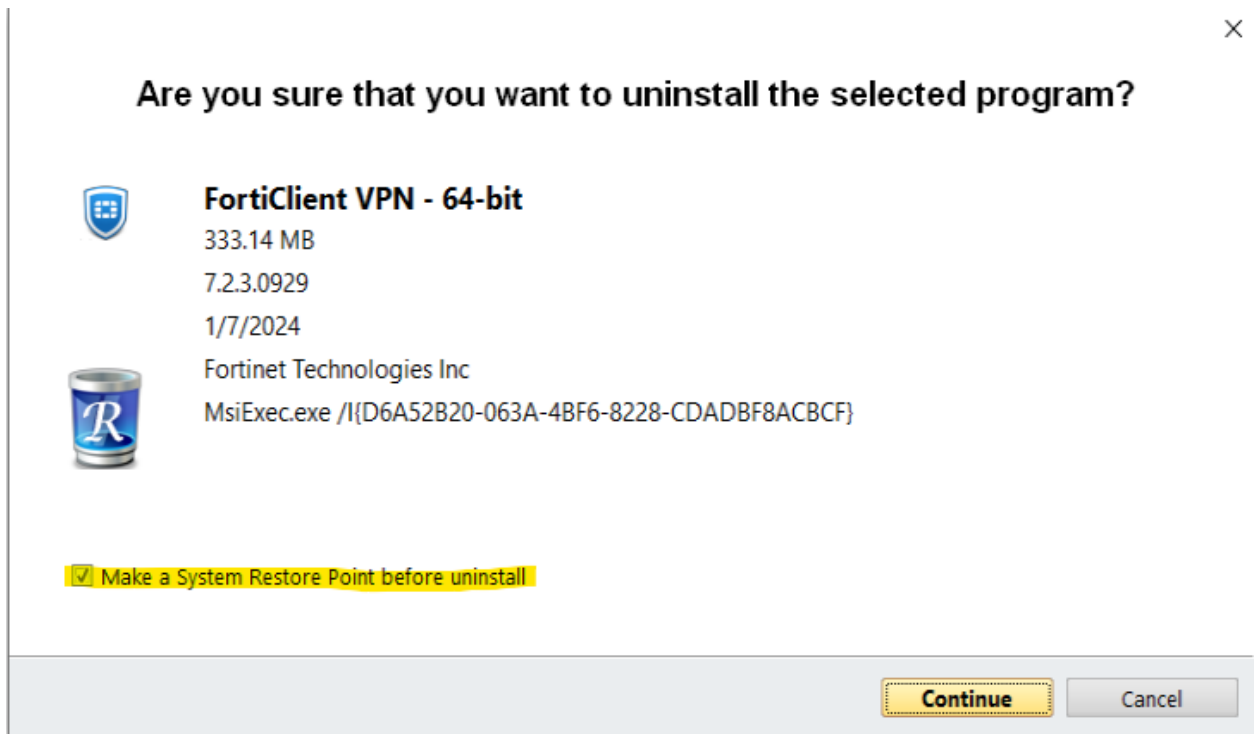 Are you sure that you want to uninstall the selected program?
FortiClient VPN - 64-bit
333.14 MB
7.2.3.0929
1/7/2024
Fortinet Technologies Inc
R
MsiExec.exe /I{D6A52B20-063A-4BF6-8228-CDADBF8ACBCF}
Make a System Restore Point before uninstall
Continue
Cancel